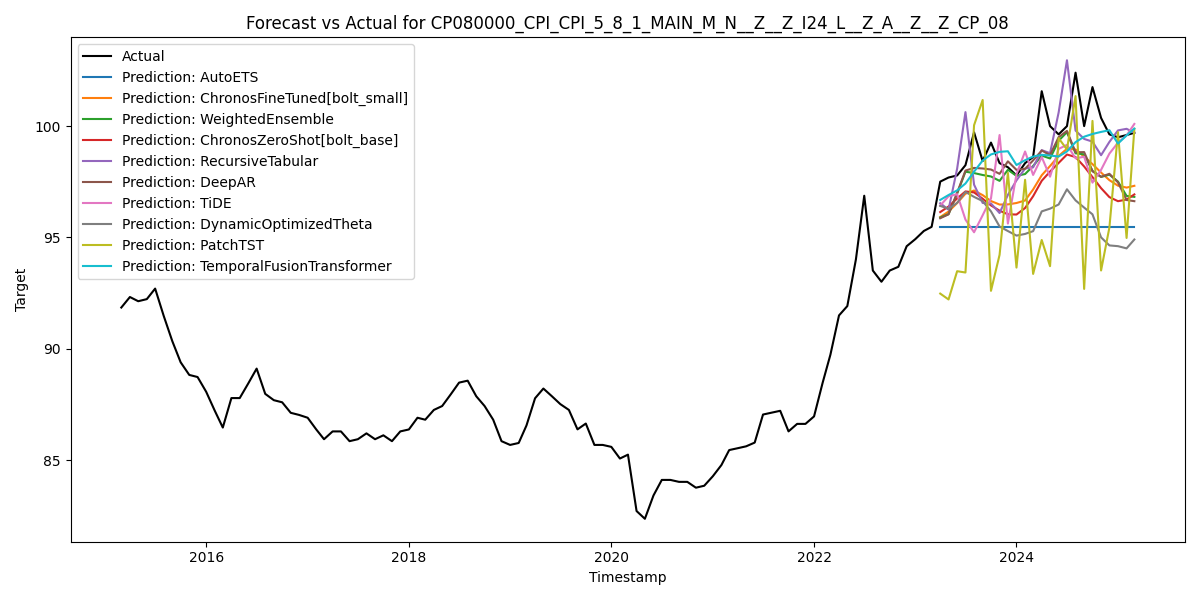 Forecast vs Actual for CP080000_CPI_CPI_5_8_1_MAIN_M_N__Z__Z_I24_L__Z_A__Z__Z_CP_08
Actual
Prediction: AutoETS
Prediction: ChronosFineTuned[bolt_small]
Prediction: WeightedEnsemble
Prediction: ChronosZeroShot[bolt_base]
Prediction: RecursiveTabular
Prediction: DeepAR
Prediction: TiDE
Prediction: DynamicOptimizedTheta
Prediction: PatchTST
Prediction: TemporalFusionTransformer
100
95
90
85
Target
2016 2018 2020 2022 2024
Timestamp